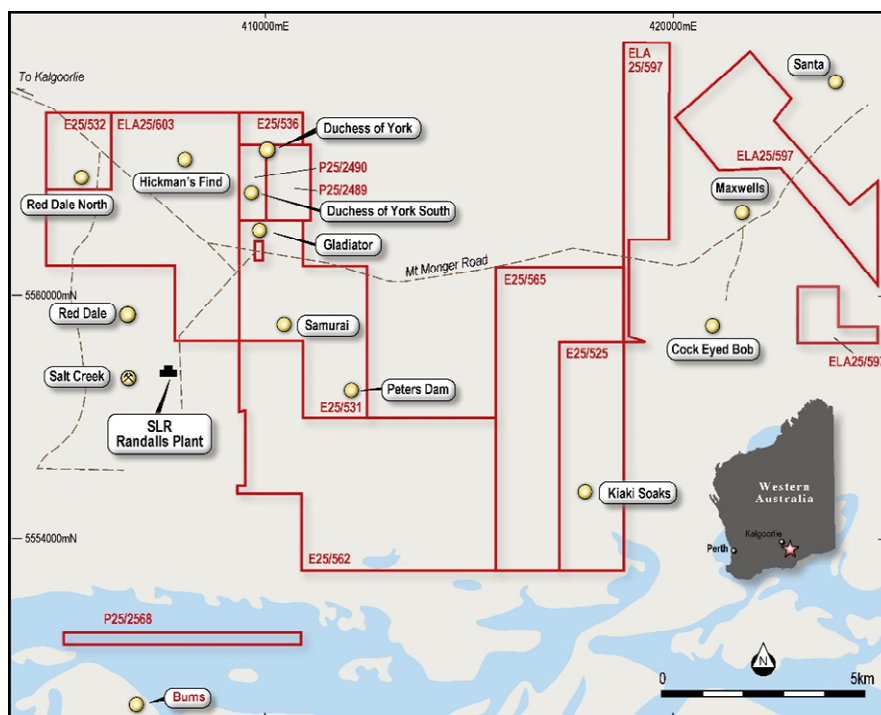 410000mE
420000mE
To Kalgoorlie
ELA
25/597
Santa
E25/532
ELA25/603
E25/536
Duchess of York
P25/2490
ELA25/597
Hickman's Find
P25/2489
Maxwells
Red Dale North
Duchess of York South
Gladiator
Mt Monger Road
E25/565
5560000mN
Red Dale
Samurai
Cock Eyed Bob
E25/525
ELA25/597
Salt Creek
Peters Dam
E25/531
SLR
Randalls Plant
Western
Australia
Kiaki Soaks
Kalgoorlie
5554000mN
Perth
E25/562
P25/2568
N
0
5km
Bums